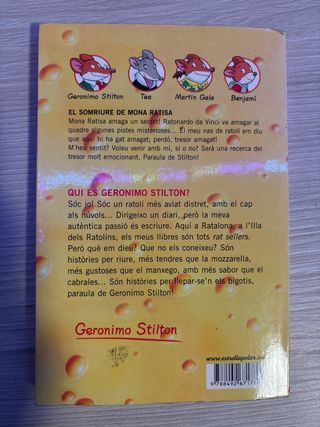 Geronimo Stilton
Tea
Martin Gala
Benjamí
EL SOMRIURE DE MONA RATISA
Mona Ratisa amaga un secret! Ratonardo da Vinci va amagar al
quadre algunes pistes misterioses... El meu nas de ratolí em diu
que aquí hi ha gat amagat; perdó, tresor amagat!
M'heu sentit? Voleu venir amb mi, sí o no? Serà una recerca del
tresor molt emocionant. Paraula de Stilton!
QUI ÉS GERONIMO STILTON?
Sóc jo! Sóc un ratolí més aviat distret, amb el cap
als núvols... Dirigeixo un diari, però la meva
autèntica passió és escriure. Aquí a Ratalona, a l'Illa
dels Ratolins, els meus llibres són tots rat sellers.
Però què em dieu? Que no els coneixeu? Són
històries per riure, més tendres que la mozzarella,
més gustoses que el manxego, amb més sabor que el
cabrales... Són històries per llepar-se'n els bigotis,
paraula de Geronimo Stilton!
Geronimo Stilton
www.estrellapolar.
9 788492 67170